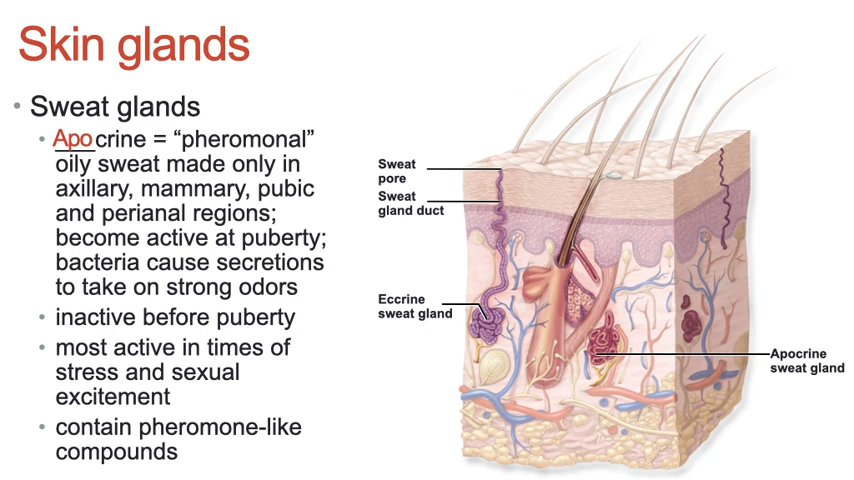 Skin glands
• Sweat glands
• Apocrine = “pheromonal”
oily sweat made only in
axillary, mammary, pubic
and perianal regions;
become active at puberty;
bacteria cause secretions
to take on strong odors
• inactive before puberty
• most active in times of
stress and sexual
excitement
• contain pheromone-like
compounds
Sweat
pore
Sweat
gland duct
Eccrine
sweat gland
Apocrine
sweat gland